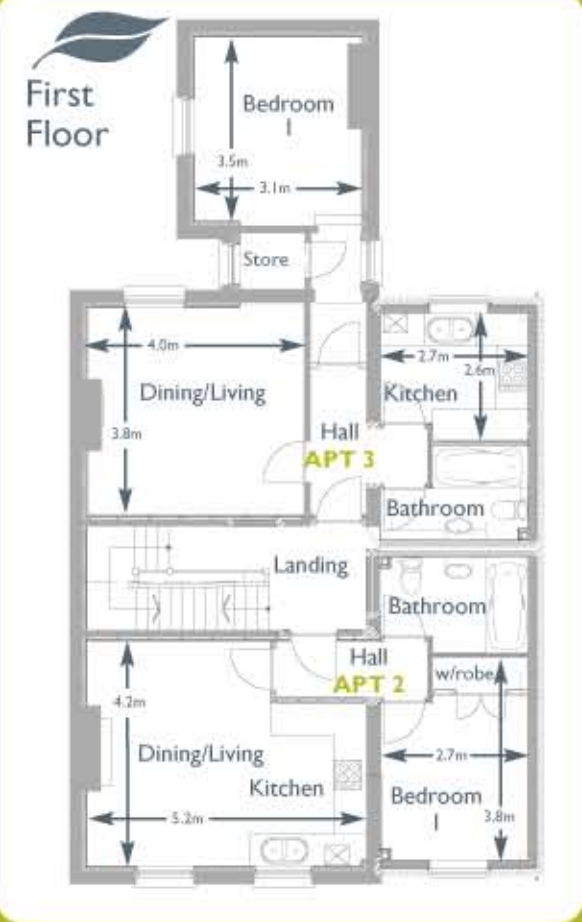 First
Floor
Bedroom
1
3.5m
3.1m
Store
4.0m
Dining/Living
3.8m
2.7m
2.6m
Kitchen
Hall
APT 3
Bathroom
Landing
Bathroom
Hall
APT 2
w/robe
4.2m
Dining/Living
Kitchen
5.2m
2.7m
Bedroom
1
3.8m